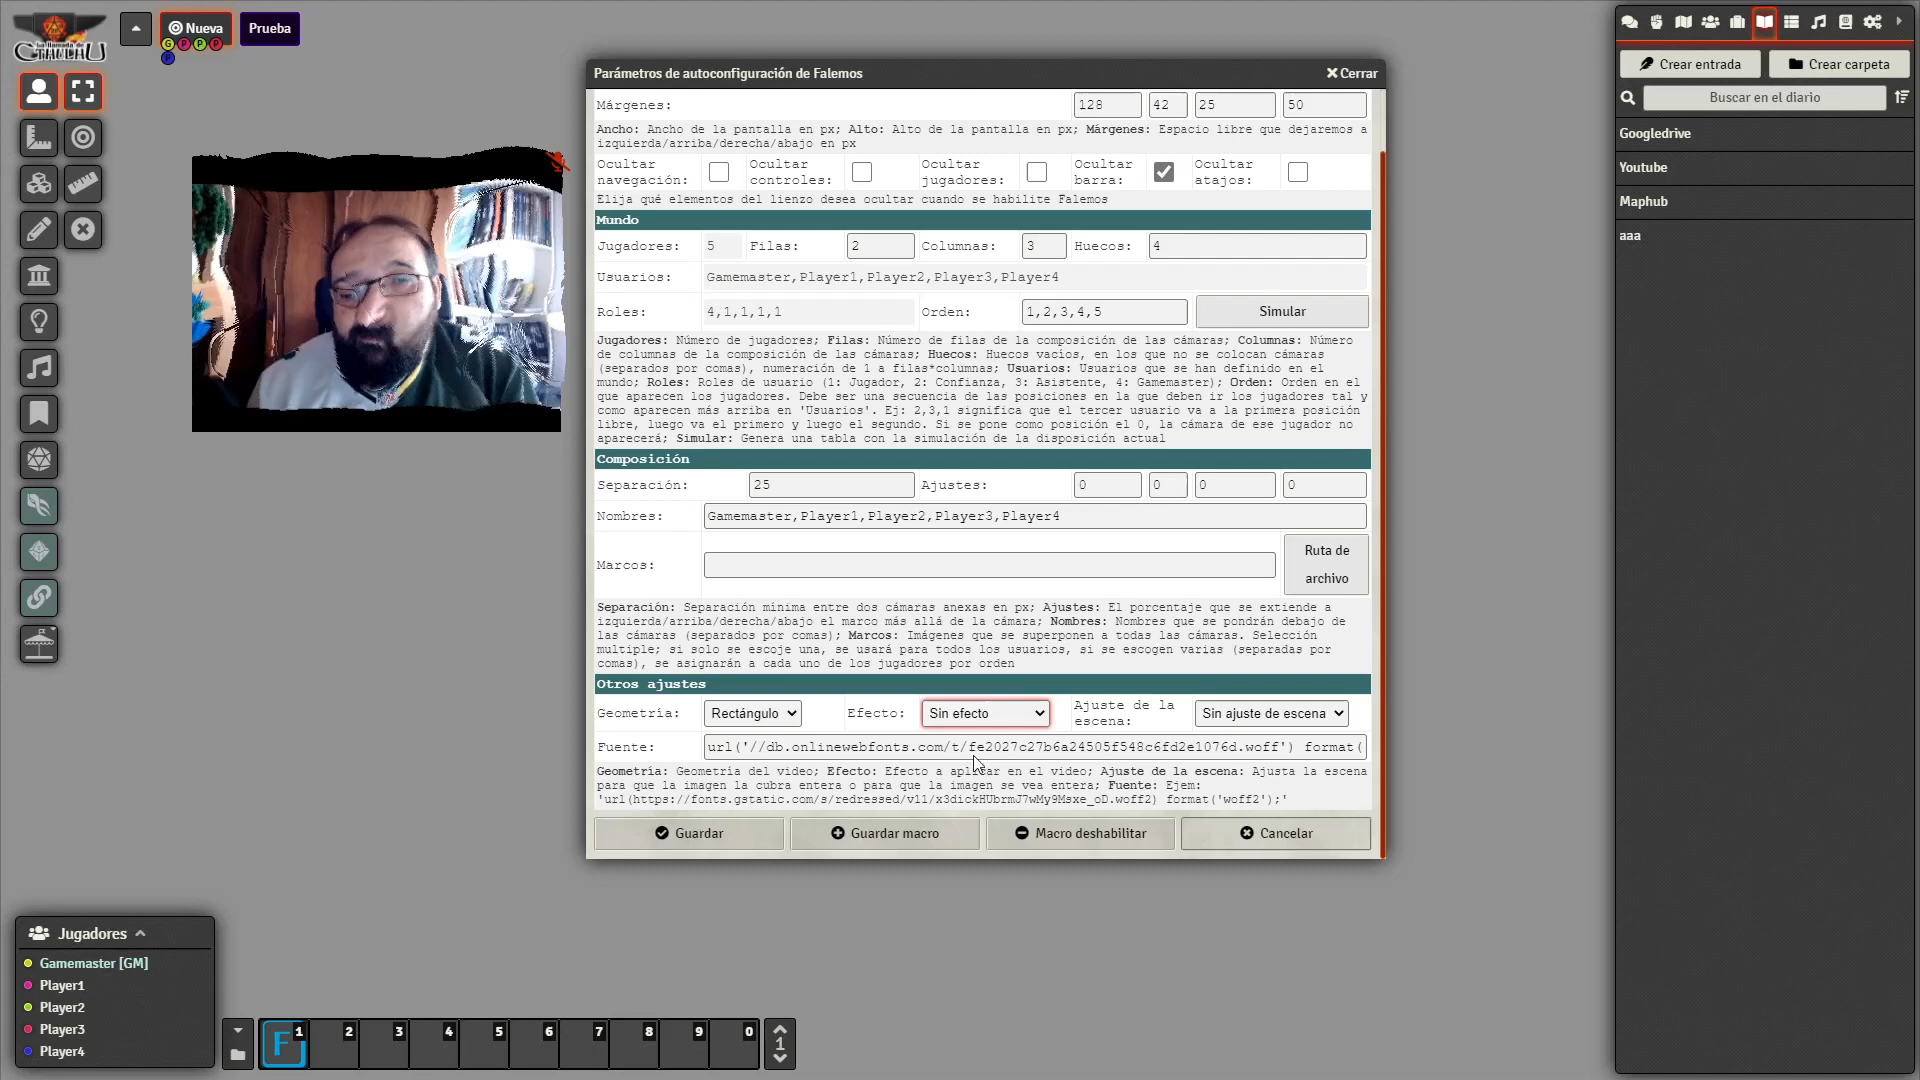 La llamada de
CTHULHU
Nueva
G P P P
P
Prueba
Parámetros de autoconfiguración de Falemos
Cerrar
Márgenes: 128 42 25 50
Ancho: Ancho de la pantalla en px; Alto: Alto de la pantalla en px; Márgenes: Espacio libre que dejaremos a
izquierda/arriba/derecha/abajo en px
Ocultar navegación:
Ocultar controles:
Ocultar jugadores:
Ocultar barra:
Ocultar atajos:
Elija qué elementos del lienzo desea ocultar cuando se habilite Falemos
Mundo
Jugadores: 5 Filas: 2 Columnas: 3 Huecos: 4
Usuarios: Gamemaster,Player1,Player2,Player3,Player4
Roles: 4,1,1,1,1 Orden: 1,2,3,4,5 Simular
Jugadores: Número de jugadores; Filas: Número de filas de la composición de las cámaras; Columnas: Número
de columnas de la composición de las cámaras; Huecos: Huecos vacíos, en los que no se colocan cámaras
(separados por comas), numeración de 1 a filas*columnas; Usuarios: Usuarios que se han definido en el
mundo; Roles: Roles de usuario (1: Jugador, 2: Confianza, 3: Asistente, 4: Gamemaster); Orden: Orden en el
que aparecen los jugadores. Debe ser una secuencia de las posiciones en la que deben ir los jugadores tal y
como aparecen más arriba en 'Usuarios'. Ej: 2,3,1 significa que el tercer usuario va a la primera posición
libre, luego va el primero y luego el segundo. Si se pone como posición el 0, la cámara de ese jugador no
aparecerá; Simular: Genera una tabla con la simulación de la disposición actual
Composición
Separación: 25 Ajustes: 0 0 0 0
Nombres: Gamemaster,Player1,Player2,Player3,Player4
Marcos:
Ruta de
archivo
Separación: Separación mínima entre dos cámaras anexas en px; Ajustes: El porcentaje que se extiende a
izquierda/arriba/derecha/abajo el marco más allá de la cámara; Nombres: Nombres que se pondrán debajo de
las cámaras (separados por comas); Marcos: Imágenes que se superponen a todas las cámaras. Selección
multiple; si solo se escoje una, se usará para todos los usuarios, si se escogen varias (separadas por
comas), se asignarán a cada uno de los jugadores por orden
Otros ajustes
Geometría: Rectángulo Efecto: Sin efecto Ajuste de la escena: Sin ajuste de escena
Fuente: url('//db.onlinewebfonts.com/t/fe2027c27b6a24505f548c6fd2e1076d.woff') format(
Geometría: Geometría del video; Efecto: Efecto a aplicar en el video; Ajuste de la escena: Ajusta la escena
para que la imagen la cubra entera o para que la imagen se vea entera; Fuente: Ejem:
'url(https://fonts.gstatic.com/s/redressed/v11/x3dickHUbrmJ7wMy9Msxe_oD.woff2) format('woff2');'
Guardar
Guardar macro
Macro deshabilitar
Cancelar
Crear entrada
Crear carpeta
Buscar en el diario
Googledrive
Youtube
Maphub
aaa
Jugadores
Gamemaster [GM]
Player1
Player2
Player3
Player4
F
1 2 3 4 5 6 7 8 9 0
1